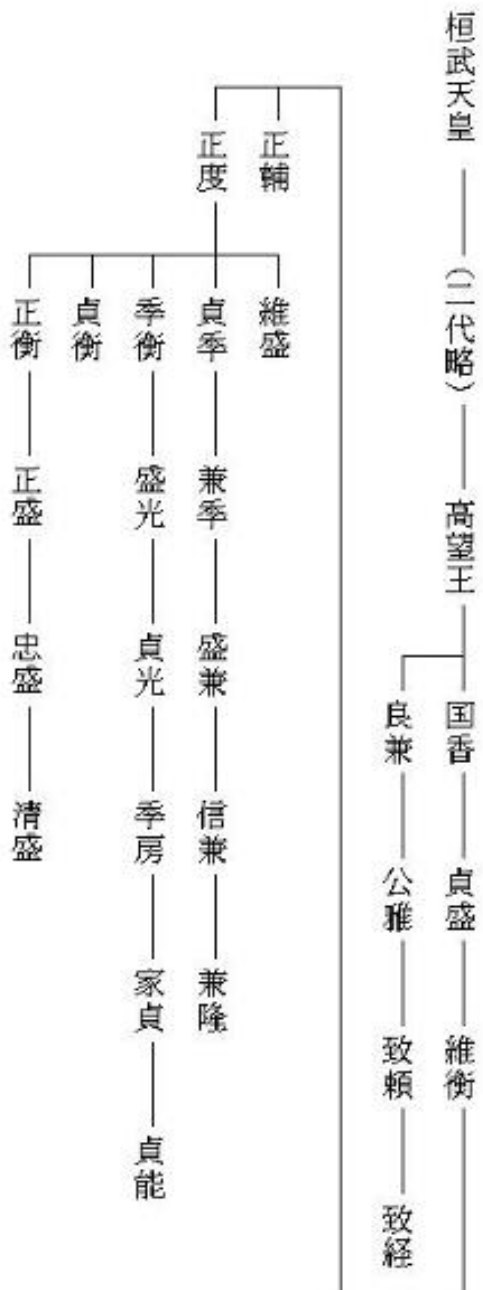 桓武天皇
（二代略）
高望王
国香
貞盛
維衡
良兼
公雅
致頼
致経
正輔
正度
維盛
貞季
兼季
盛兼
信兼
兼隆
季衡
盛光
貞光
季房
家貞
貞能
貞衡
正衡
正盛
忠盛
清盛